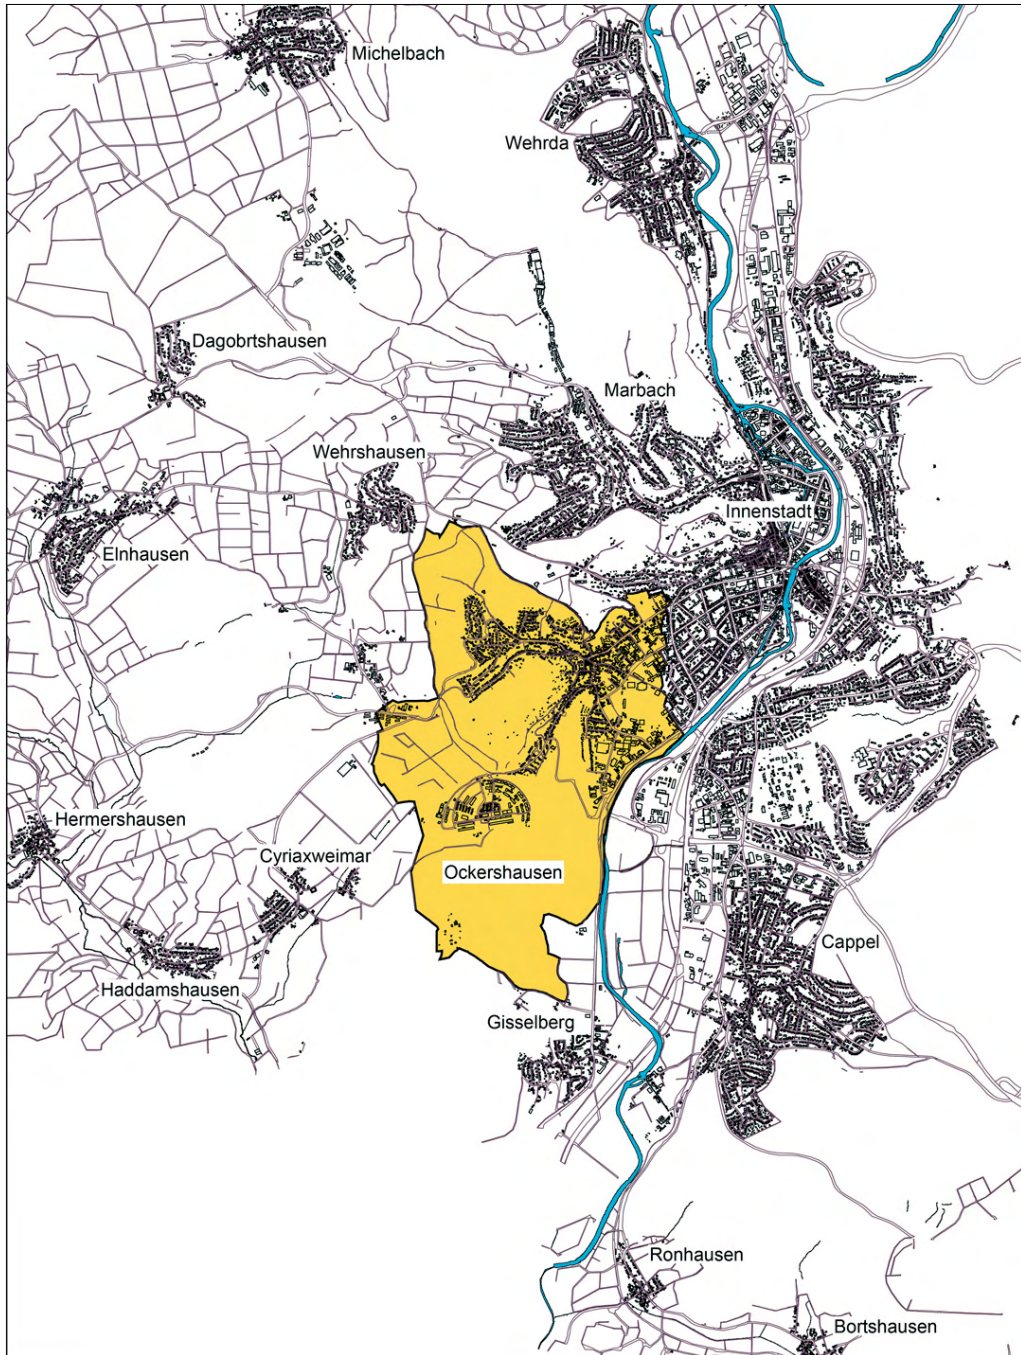 Michelbach
Wehrda
Dagobrtshausen
Marbach
Wehrshausen
Innenstadt
Elnhausen
Hermershausen
Cyriaxweimar
Ockershausen
Cappel
Haddamshausen
Gisselberg
Ronhausen
Bortshausen